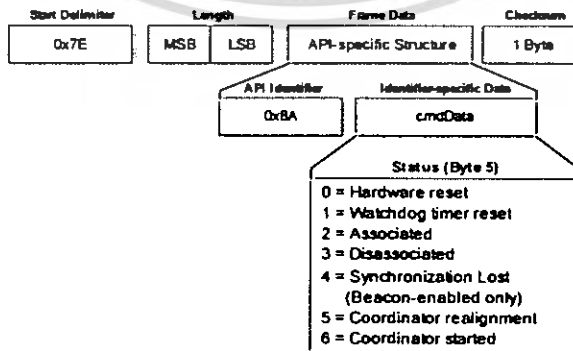 Start Delimiter Length Frame Data Checksum
0x7E MSB LSB API-specific Structure 1 Byte
API Identifier Identifier-specific Data
0x8A cmdData
Status (Byte 5)
0 = Hardware reset
1 = Watchdog timer reset
2 = Associated
3 = Disassociated
4 = Synchronization Lost
(Beacon-enabled only)
5 = Coordinator realignment
6 = Coordinator started